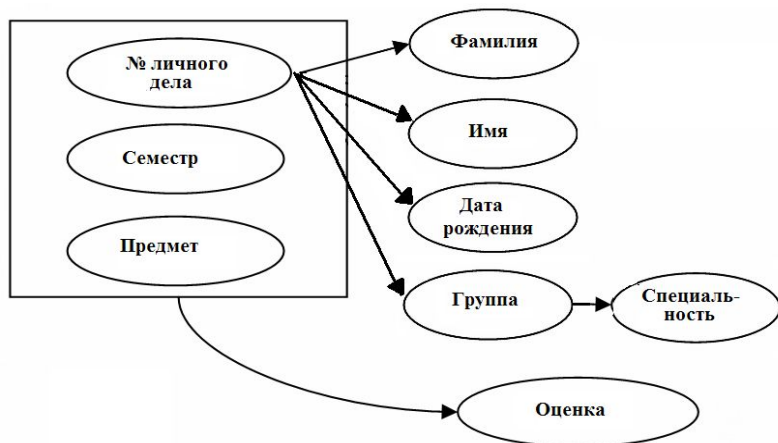 № личного
дела
Семестр
Предмет
Фамилия
Имя
Дата
рождения
Группа
Специаль-
ность
Оценка